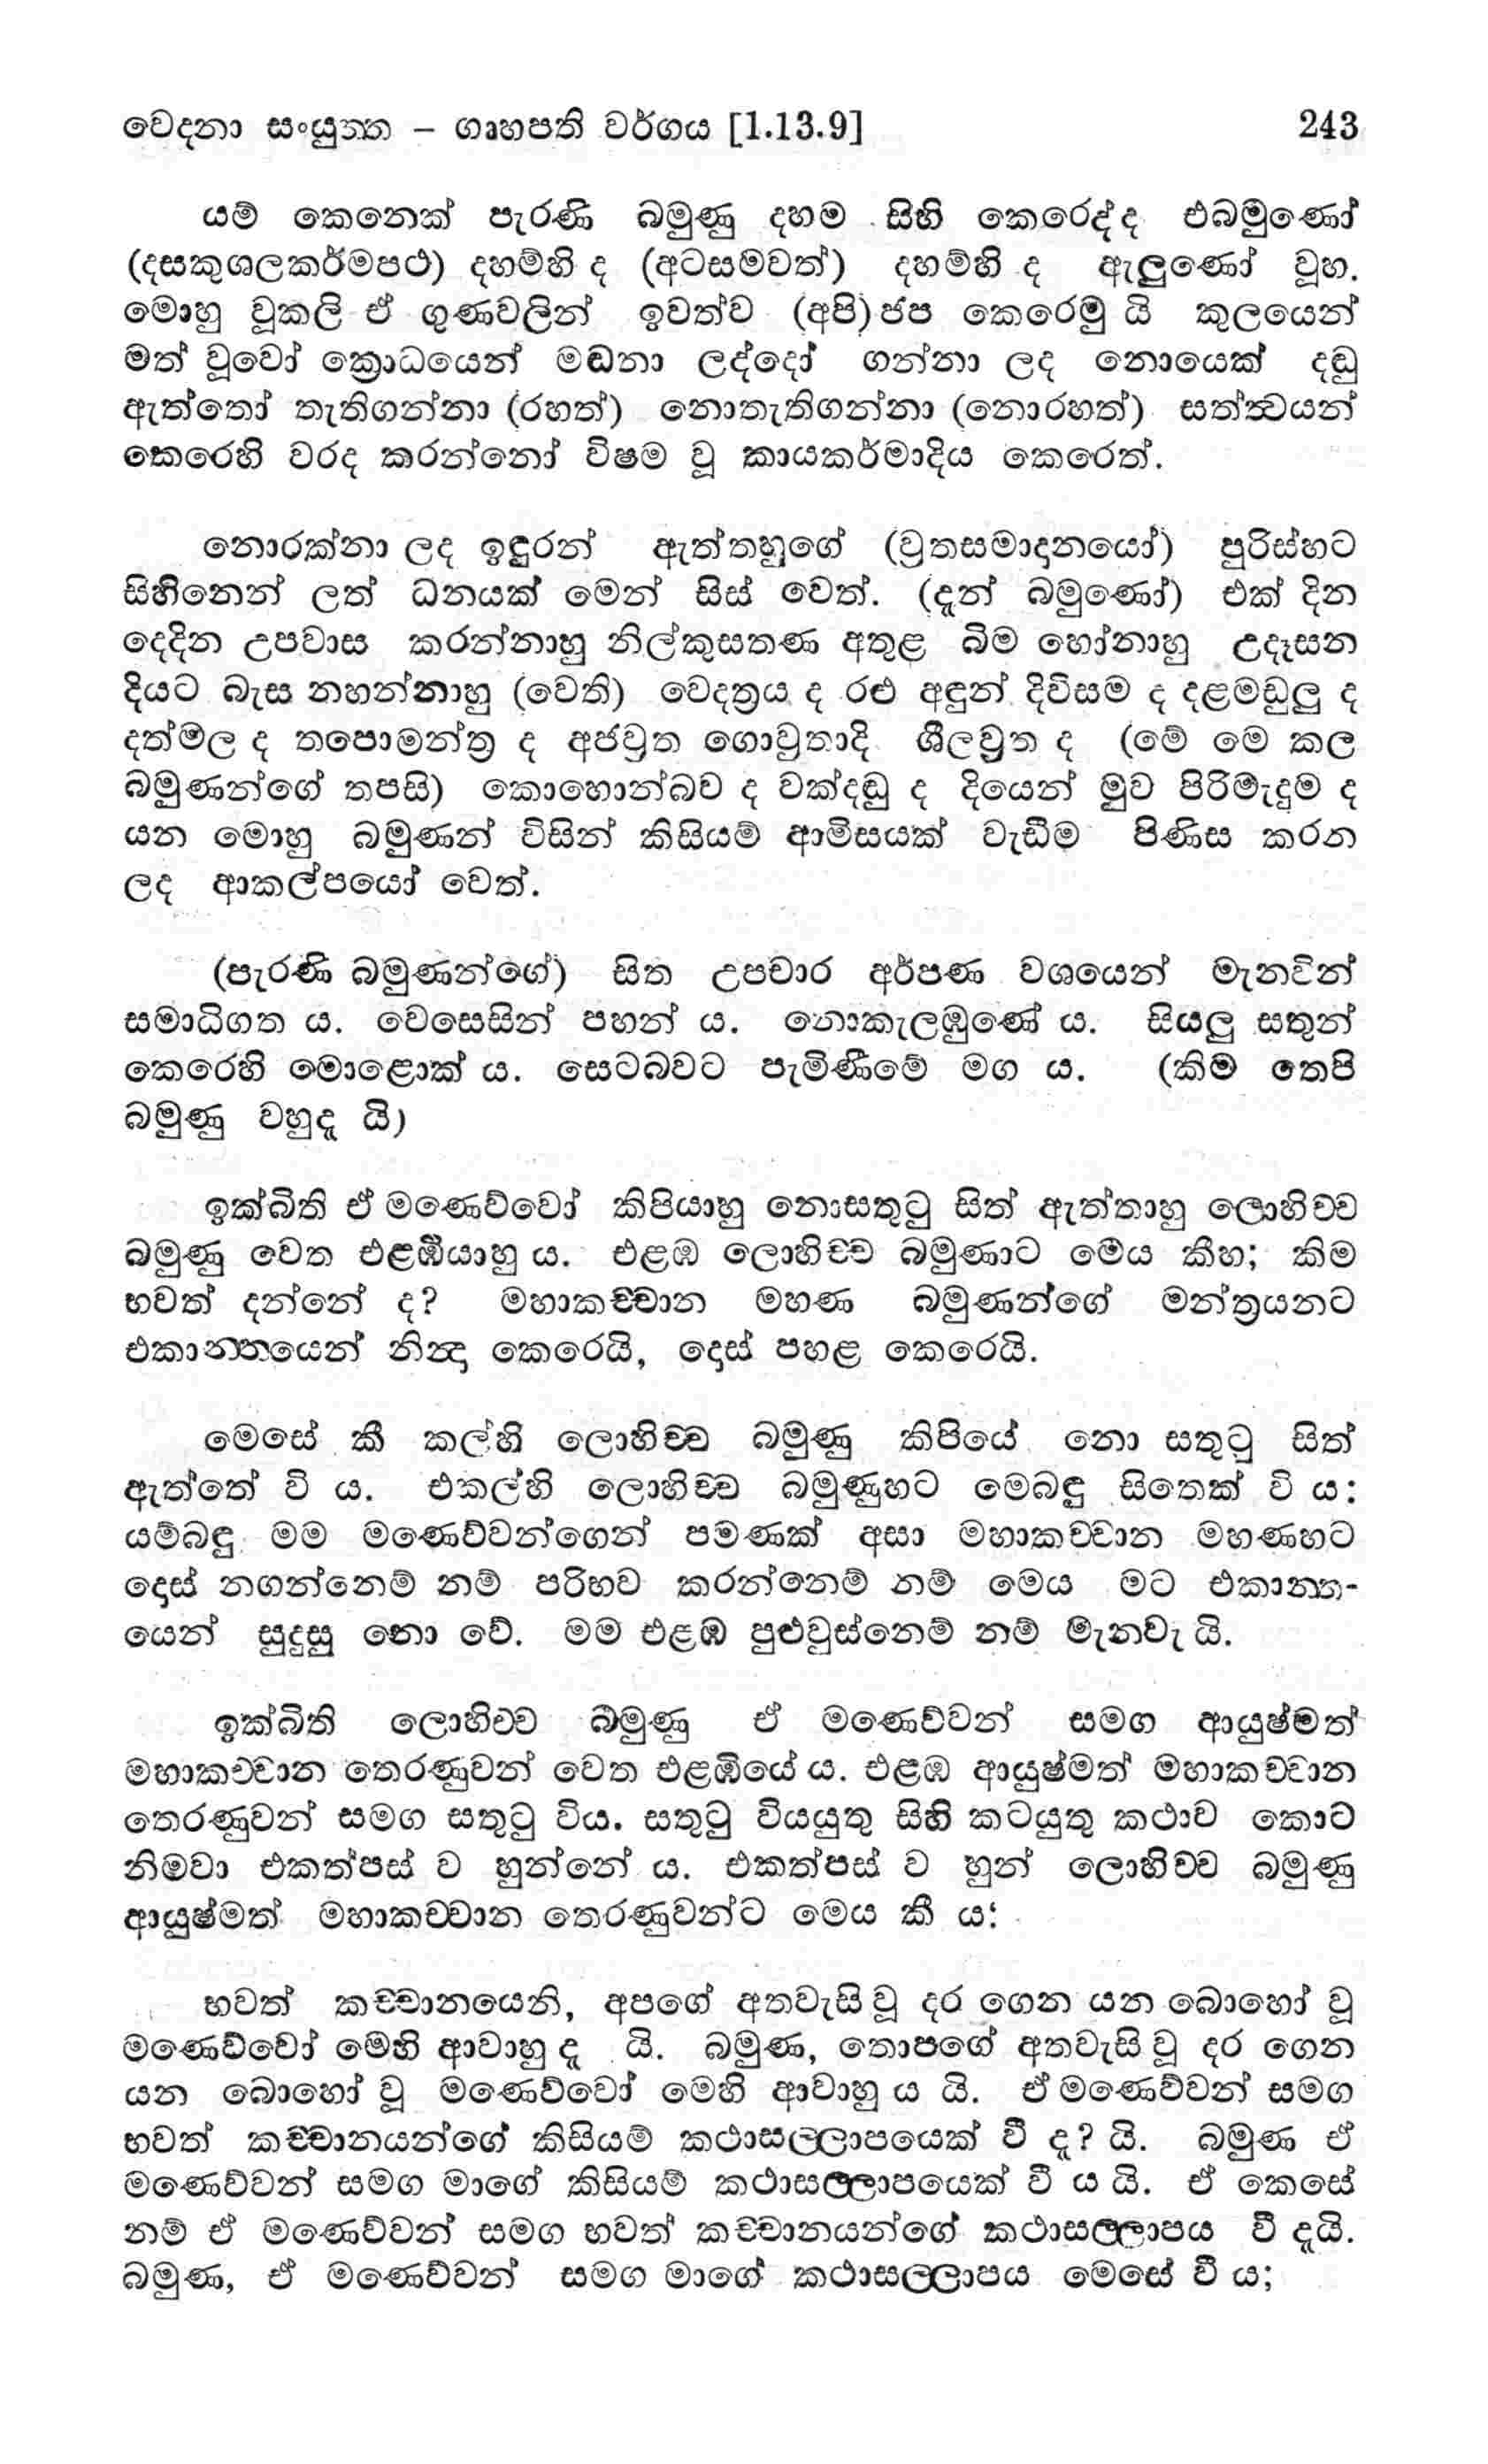 වෙදනා සංයුත්ත – ගෘහපති වර්ගය [1.13.9] 243
යම් කෙනෙක් පැරණි බමුණු දහම සිහි කෙරෙද්ද එබමුණෝ
(දසකුශලකර්මපථ) දහම්හි ද (අටසමවත්) දහම්හි ද ඇලුණෝ වූහ.
මොහු වූකලි ඒ ගුණවලින් ඉවත්ව (අපි) ජප කෙරෙමු යි කුලයෙන්
මත් වූවෝ ක්‍රොධයෙන් මඬනා ලද්දෝ ගන්නා ලද නොයෙක් දඬු
ඇත්තෝ තැතිගන්නා (රහත්) නොතැතිගන්නා (නොරහත්) සත්ත්‍වයන්
කෙරෙහි වරද කරන්නෝ විෂම වූ කායකර්මාදිය කෙරෙත්.
නොරක්නා ලද ඉඳුරන් ඇත්තහුගේ (ව්‍රතසමාදානයෝ) පුරිස්හට
සිහිනෙන් ලත් ධනයක් මෙන් සිස් වෙත්. (දැන් බමුණෝ) එක් දින
දෙදින උපවාස කරන්නාහු නිල්කුසතණ අතුළ බිම හෝනාහු උදෑසන
දියට බැස නහන්නාහු (වෙති) වෙදත්‍රය ද රළු අඳුන් දිවිසම ද දළමඬුලු ද
දත්මල ද තපොමන්ත්‍ර ද අජව්‍රත ගොව්‍රතාදි ශීලව්‍රත ද (මේ මෙ කල
බමුණන්ගේ තපසි) කොහොන්බව ද වක්දඬු ද දියෙන් මුව පිරිමැදුම ද
යන මොහු බමුණන් විසින් කිසියම් ආමිසයක් වැඩීම පිණිස කරන
ලද ආකල්පයෝ වෙත්.
(පැරණි බමුණන්ගේ) සිත උපචාර අර්පණ වශයෙන් මැනවින්
සමාධිගත ය. වෙසෙසින් පහන් ය. නොකැලඹුණේ ය. සියලු සතුන්
කෙරෙහි මොළොක් ය. සෙටබවට පැමිණීමේ මග ය. (කිම තෙපි
බමුණු වහුදැ යි)
ඉක්බිති ඒ මණෙව්වෝ කිපියාහු නොසතුටු සිත් ඇත්තාහු ලොහිච්ච
බමුණු වෙත එළඹියාහු ය. එළඹ ලොහිච්ච බමුණාට මෙය කීහ; කිම
භවත් දන්නේ ද? මහාකච්චාන මහණ බමුණන්ගේ මන්ත්‍රයනට
එකාන්තයෙන් නින්දා කෙරෙයි, දොස් පහළ කෙරෙයි.
මෙසේ කී කල්හි ලොහිච්ච බමුණු කිපියේ නො සතුටු සිත්
ඇත්තේ වි ය. එකල්හි ලොහිච්ච බමුණුහට මෙබඳු සිතෙක් වි ය:
යම්බඳු මම මණෙව්වන්ගෙන් පමණක් අසා මහාකච්චාන මහණහට
දොස් නගන්නෙම් නම් පරිභව කරන්නෙම් නම් මෙය මට එකාන්ත-
යෙන් සුදුසු නො වේ. මම එළඹ පුළුවුස්නෙම් නම් මැනවැ යි.
ඉක්බිති ලොහිච්ච බමුණු ඒ මණෙව්වන් සමග ආයුෂ්මත්
මහාකච්චාන තෙරණුවන් වෙත එළඹියේ ය. එළඹ ආයුෂ්මත් මහාකච්චාන
තෙරණුවන් සමග සතුටු විය. සතුටු වියයුතු සිහි කටයුතු කථාව කොට
නිමවා එකත්පස් ව හුන්නේ ය. එකත්පස් ව හුන් ලොහිච්ච බමුණු
ආයුෂ්මත් මහාකච්චාන තෙරණුවන්ට මෙය කී ය:
භවත් කච්චානයෙනි, අපගේ අතවැසි වූ දර ගෙන යන බොහෝ වූ
මණෙව්වෝ මෙහි ආවාහු දැ යි. බමුණ, තොපගේ අතවැසි වූ දර ගෙන
යන බොහෝ වූ මණෙව්වෝ මෙහි ආවාහු ය යි. ඒ මණෙව්වන් සමග
භවත් කච්චානයන්ගේ කිසියම් කථාසල්ලාපයෙක් වී දැ? යි. බමුණ ඒ
මණෙව්වන් සමග මාගේ කිසියම් කථාසල්ලාපයෙක් වී ය යි. ඒ කෙසේ
නම් ඒ මණෙව්වන් සමග භවත් කච්චානයන්ගේ කථාසල්ලාපය වී දැයි.
බමුණ, ඒ මණෙව්වන් සමග මාගේ කථාසල්ලාපය මෙසේ වී ය;